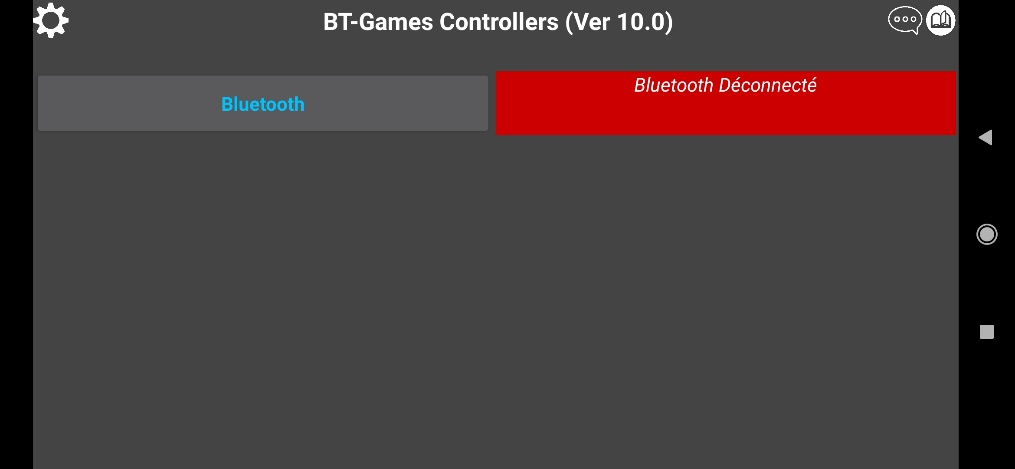 BT-Games Controllers (Ver 10.0)
Bluetooth
Bluetooth Déconnecté